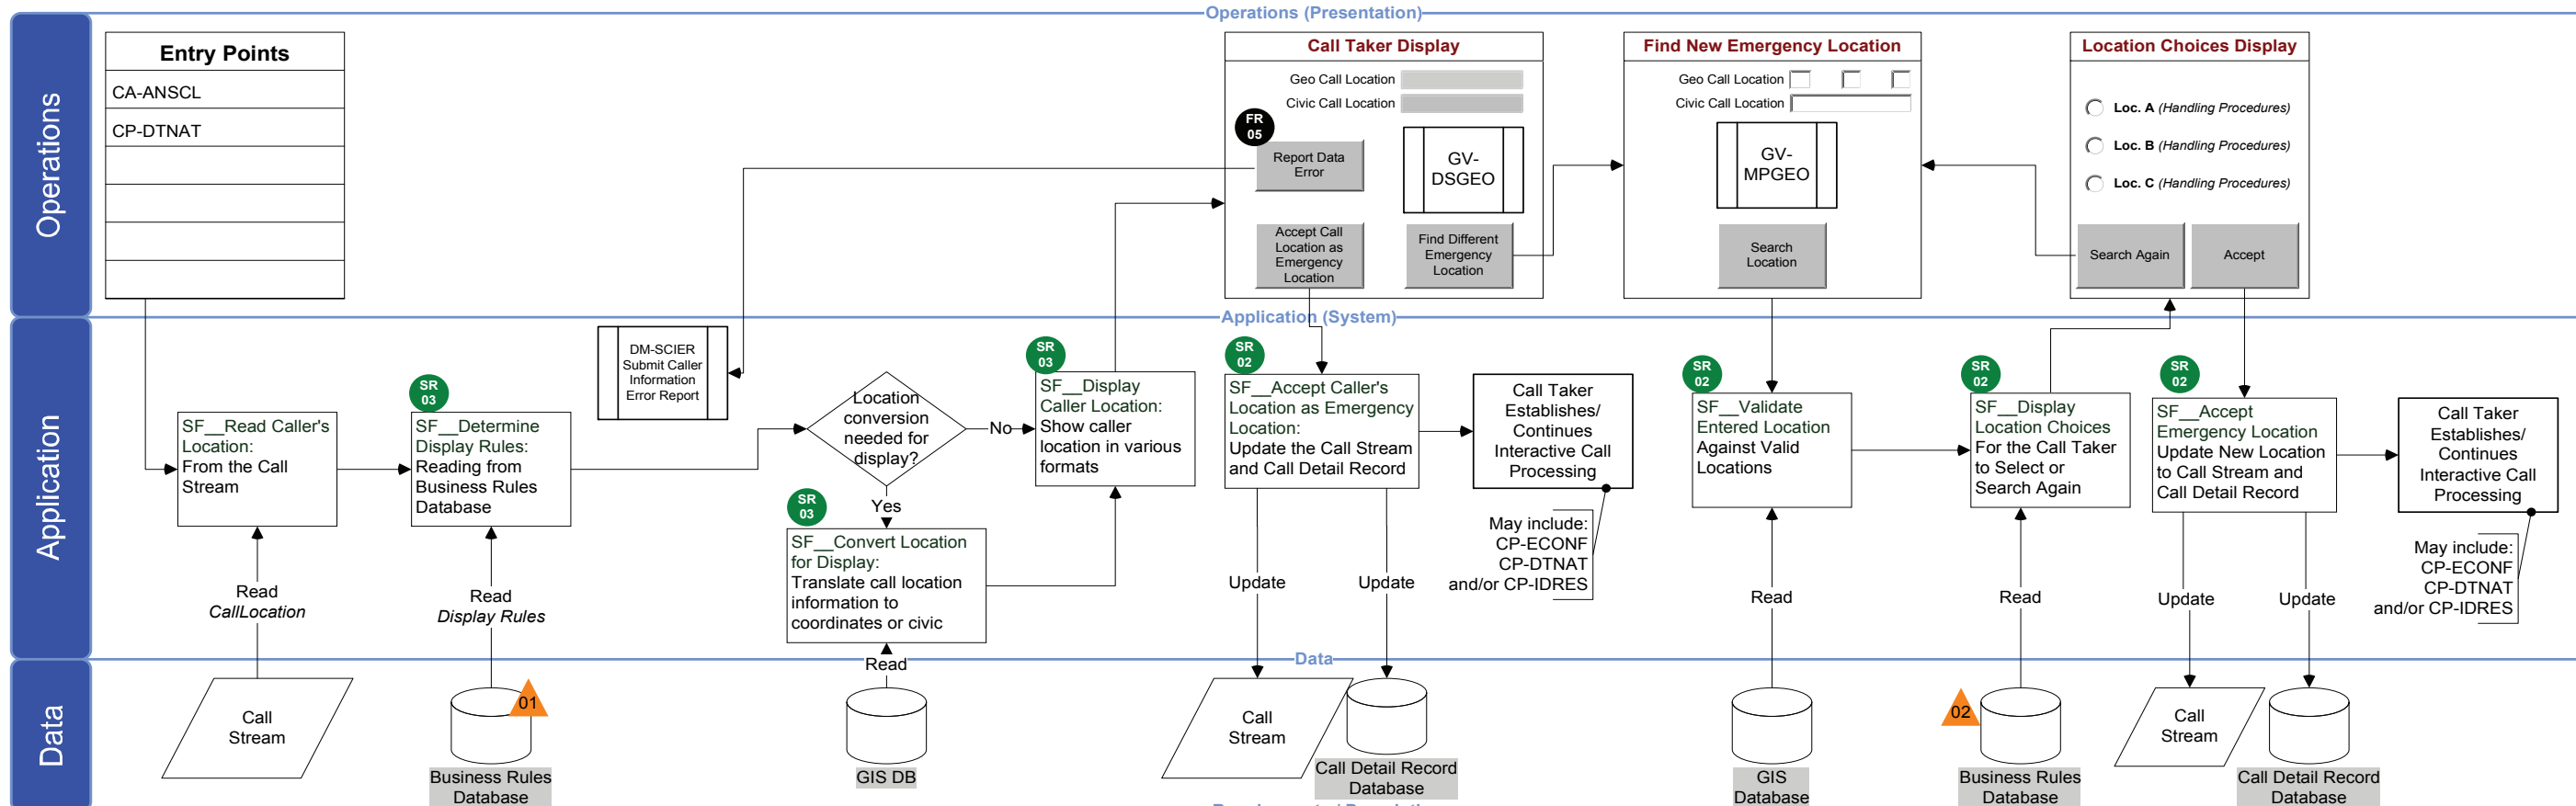 Operations (Presentation)
Operations
Entry Points
CA-ANSCL
CP-DTNAT
Call Taker Display
Geo Call Location
Civic Call Location
FR
05
Report Data
Error
GV-
DSGEO
Accept Call
Location as
Emergency
Location
Find Different
Emergency
Location
Find New Emergency Location
Geo Call Location
Civic Call Location
GV-
MPGEO
Search
Location
Location Choices Display
Loc. A (Handling Procedures)
Loc. B (Handling Procedures)
Loc. C (Handling Procedures)
Search Again
Accept
Application (System)
Application
SF__Read Caller's
Location:
From the Call
Stream
SR
03
SF__Determine
Display Rules:
Reading from
Business Rules
Database
DM-SCIER
Submit Caller
Information
Error Report
Location
conversion
needed for
display?
No
Yes
SR
03
SF__Convert Location
for Display:
Translate call location
information to
coordinates or civic
SR
03
SF__Display
Caller Location:
Show caller
location in various
formats
SR
02
SF__Accept Caller's
Location as Emergency
Location:
Update the Call Stream
and Call Detail Record
Call Taker
Establishes/
Continues
Interactive Call
Processing
May include:
CP-ECONF
CP-DTNAT
and/or CP-IDRES
SR
02
SF__Validate
Entered Location
Against Valid
Locations
SR
02
SF__Display
Location Choices
For the Call Taker
to Select or
Search Again
SR
02
SF__Accept
Emergency Location
Update New Location
to Call Stream and
Call Detail Record
Call Taker
Establishes/
Continues
Interactive Call
Processing
May include:
CP-ECONF
CP-DTNAT
and/or CP-IDRES
Read
CallLocation
Read
Display Rules
Read
Update
Update
Read
Read
Update
Update
Data
Data
Call
Stream
01
Business Rules
Database
GIS DB
Call
Stream
Call Detail Record
Database
GIS
Database
02
Business Rules
Database
Call
Stream
Call Detail Record
Database